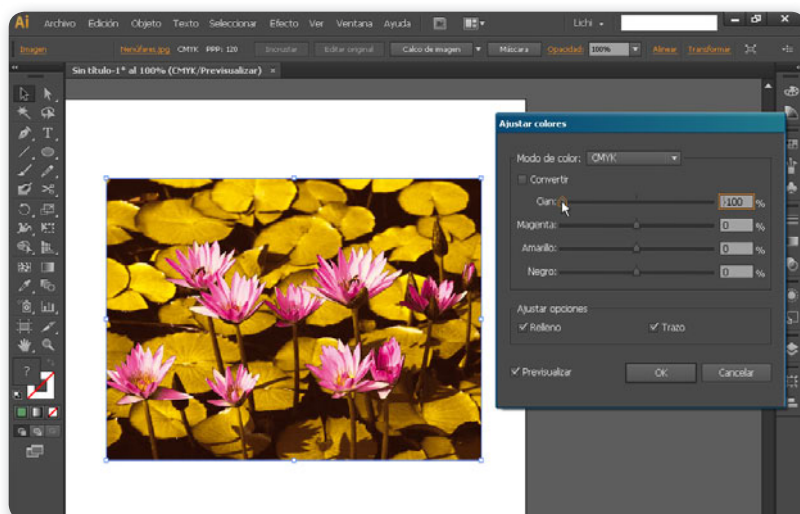 Ai Archivo Edición Objeto Texto Seleccionar Efecto Ver Ventana Ayuda Br Lichi
Imagen Nenúfares.jpg CMYK PPP: 120 Incrustar Editar original Calco de imagen Máscara Opacidad: 100% Alinear Transformar
Sin título-1* al 100% (CMYK/Previsualizar) ×
Ajustar colores
Modo de color: CMYK
Convertir
Cian: -100 %
Magenta: 0 %
Amarillo: 0 %
Negro: 0 %
Ajustar opciones
Relleno Trazo
Previsualizar OK Cancelar
?